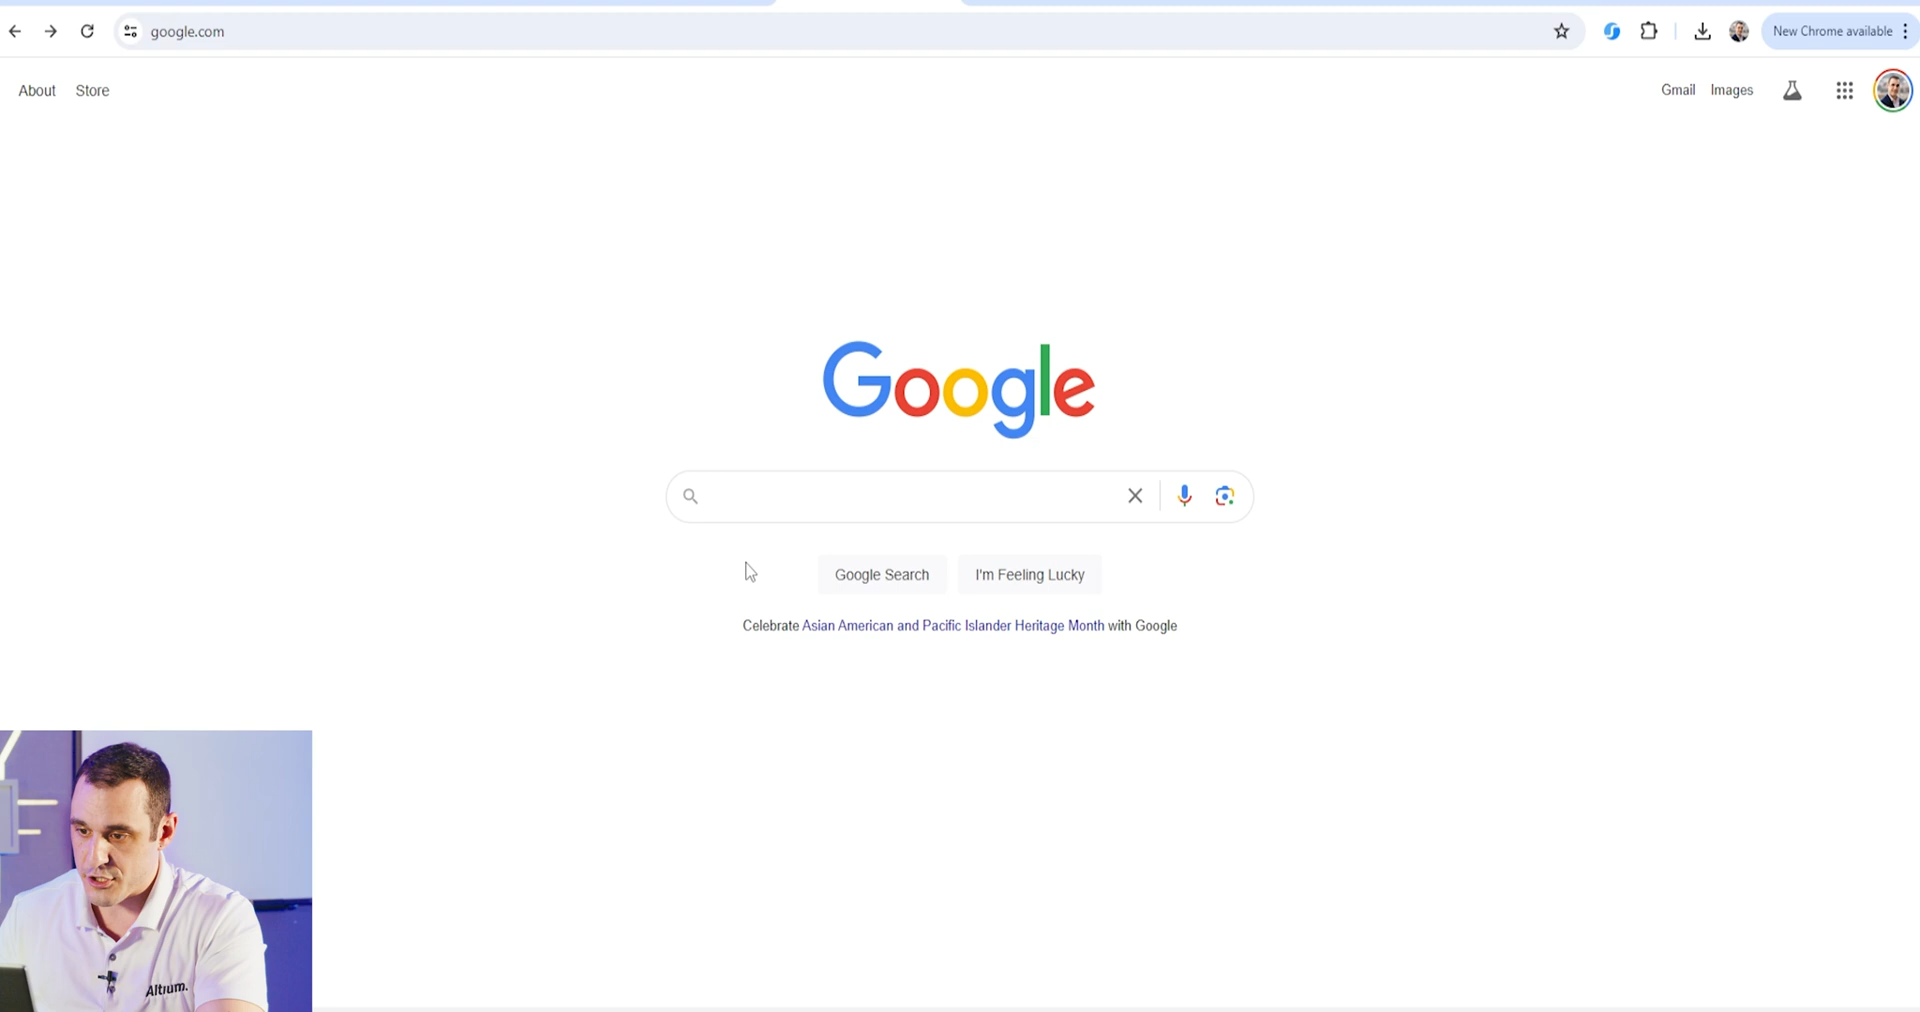 google.com
New Chrome available
About Store
Gmail Images
Google
Google Search
I'm Feeling Lucky
Celebrate Asian American and Pacific Islander Heritage Month with Google
Altium.